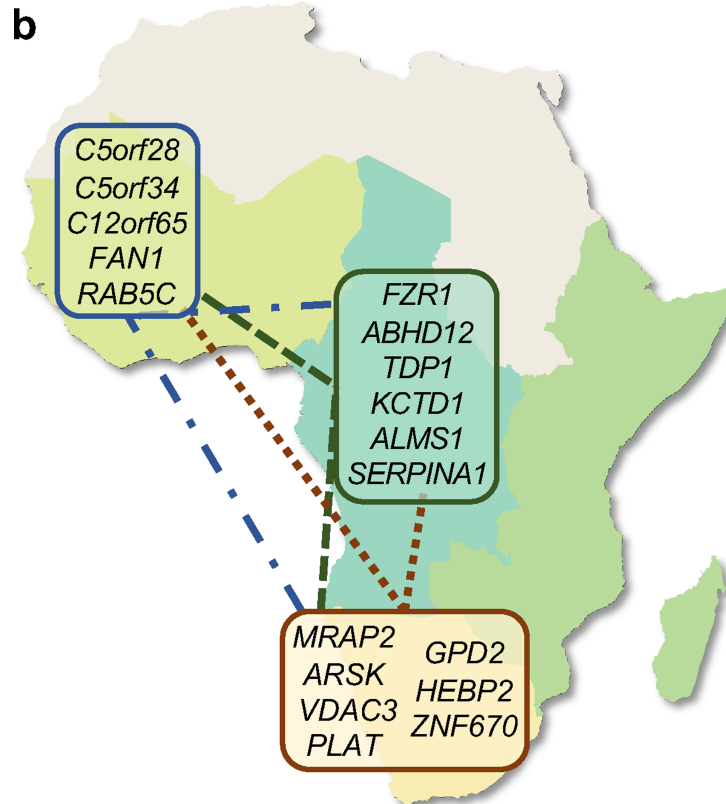 b
C5orf28
C5orf34
C12orf65
FAN1
RAB5C
FZR1
ABHD12
TDP1
KCTD1
ALMS1
SERPINA1
MRAP2
ARSK
VDAC3
PLAT
GPD2
HEBP2
ZNF670